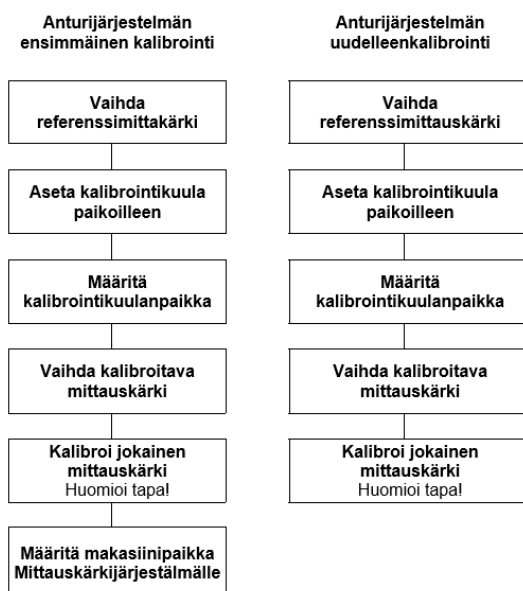 Anturijärjestelmän
ensimmäinen kalibrointi
Vaihda
referenssimittakärki
Aseta kalibrointikuula
paikoilleen
Määritä
kalibrointikuulanpaikka
Vaihda kalibroitava
mittauskärki
Kalibroi jokainen
mittauskärki
Huomioi tapa!
Määritä makasiinipaikka
Mittauskärkijärjestälmälle
Anturijärjestelmän
uudelleenkalibrointi
Vaihda
referenssimittauskärki
Aseta kalibrointikuula
paikoilleen
Määritä
kalibrointikuulanpaikka
Vaihda kalibroitava
mittauskärki
Kalibroi jokainen
mittauskärki
Huomioi tapa!